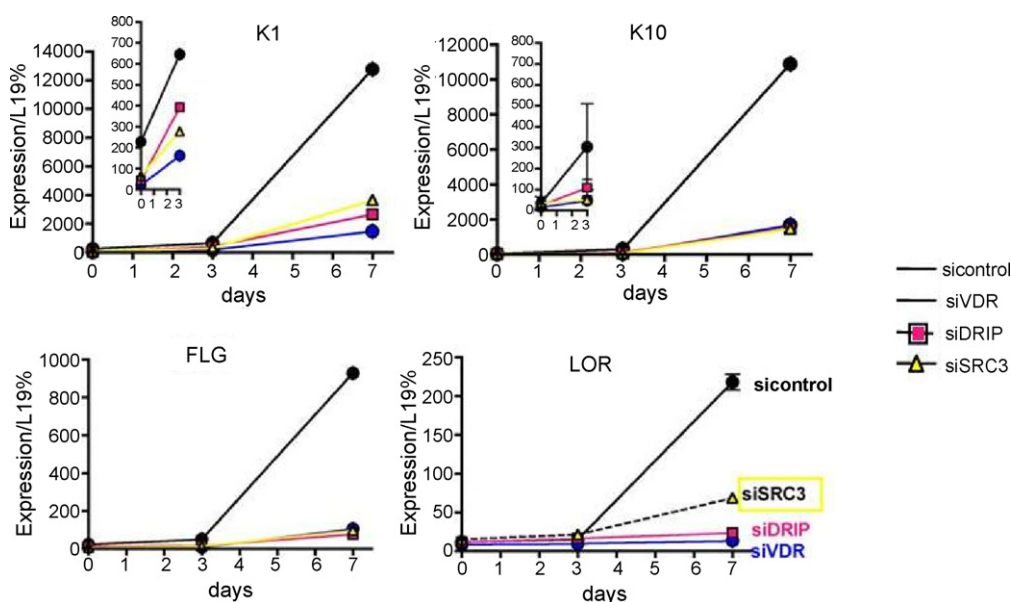 K1
Expression/L19%
14000
12000
10000
8000
6000
4000
2000
0
800
700
600
500
400
300
200
100
0
0 1 2 3
0 1 2 3 4 5 6 7
days
K10
Expression/L19%
12000
10000
8000
6000
4000
2000
0
800
700
600
500
400
300
200
100
0
0 1 2 3
0 1 2 3 4 5 6 7
days
sicontrol
siVDR
siDRIP
siSRC3
FLG
Expression/L19%
1000
800
600
400
200
0
0 1 2 3 4 5 6 7
days
LOR
Expression/L19%
250
200
150
100
50
0
0 1 2 3 4 5 6 7
days
sicontrol
siSRC3
siDRIP
siVDR